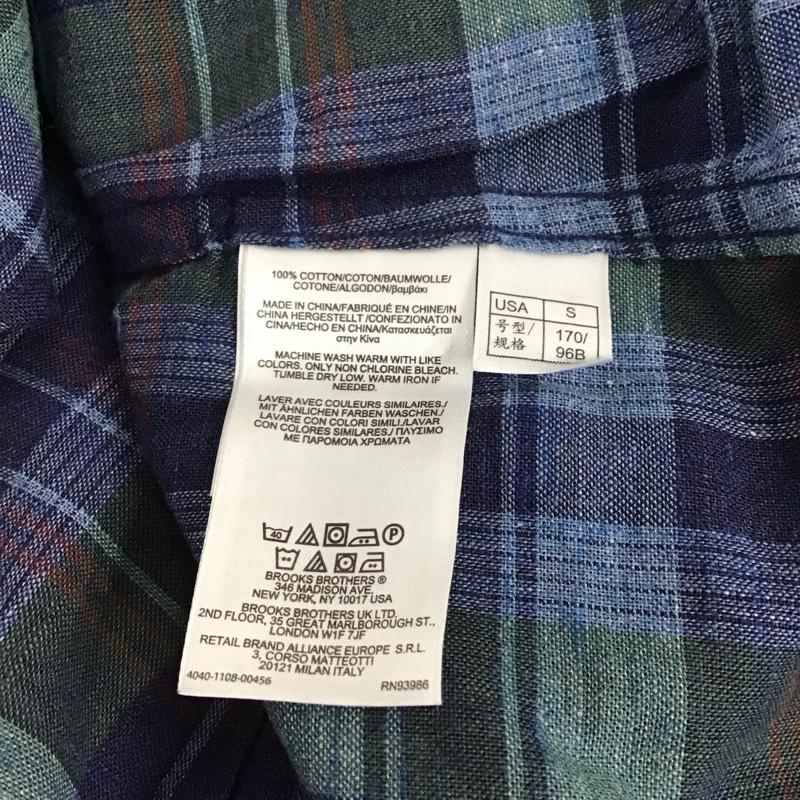 100% COTTON/COTON/BAUMWOLLE/
COTONE/ALGODON/βαμβάκι
MADE IN CHINA/FABRIQUÉ EN CHINE/IN
CHINA HERGESTELLT /CONFEZIONATO IN
CINA/HECHO EN CHINA/Κατασκευάζεται
στην Κίνα
MACHINE WASH WARM WITH LIKE
COLORS. ONLY NON CHLORINE BLEACH.
TUMBLE DRY LOW. WARM IRON IF
NEEDED.
LAVER AVEC COULEURS SIMILAIRES./
MIT ÄHNLICHEN FARBEN WASCHEN./
LAVARE CON COLORI SIMILI./LAVAR
CON COLORES SIMILARES./ ΠΛΥΣΙΜΟ
ΜΕ ΠΑΡΟΜΟΙΑ ΧΡΩΜΑΤΑ
40 P
BROOKS BROTHERS ®
346 MADISON AVE.
NEW YORK, NY 10017 USA
BROOKS BROTHERS UK LTD.
2ND FLOOR, 35 GREAT MARLBOROUGH ST.,
LONDON W1F 7JF
RETAIL BRAND ALLIANCE EUROPE S.R.L.
3, CORSO MATTEOTTI
20121 MILAN ITALY
4040-1108-00456 RN93986
USA S
号型/ 170/
规格 96B